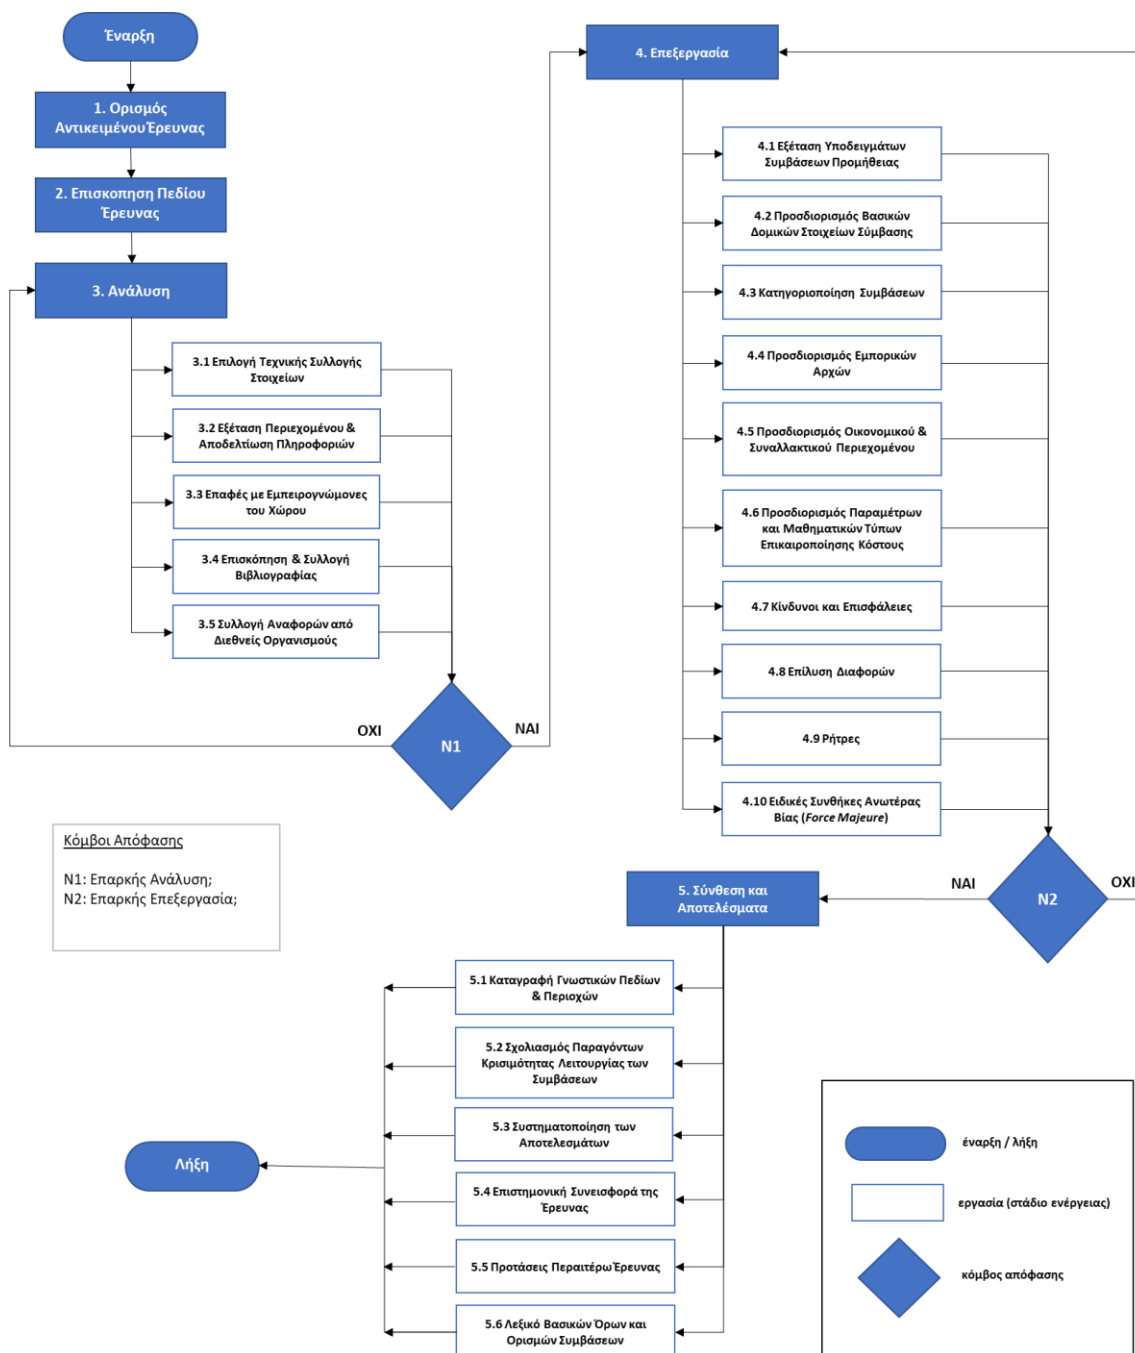 Έναρξη
1. Ορισμός
Αντικειμένου Έρευνας
2. Επισκοπηση Πεδίου
Έρευνας
3. Ανάλυση
3.1 Επιλογή Τεχνικής Συλλογής
Στοιχείων
3.2 Εξέταση Περιεχομένου &
Αποδελτίωση Πληροφοριών
3.3 Επαφές με Εμπειρογνώμονες
του Χώρου
3.4 Επισκόπηση & Συλλογή
Βιβλιογραφίας
3.5 Συλλογή Αναφορών από
Διεθνείς Οργανισμούς
ΟΧΙ
N1
ΝΑΙ
4. Επεξεργασία
4.1 Εξέταση Υποδειγμάτων
Συμβάσεων Προμήθειας
4.2 Προσδιορισμός Βασικών
Δομικών Στοιχείων Σύμβασης
4.3 Κατηγοριοποίηση Συμβάσεων
4.4 Προσδιορισμός Εμπορικών
Αρχών
4.5 Προσδιορισμός Οικονομικού &
Συναλλακτικού Περιεχομένου
4.6 Προσδιορισμός Παραμέτρων
και Μαθηματικών Τύπων
Επικαιροποίησης Κόστους
4.7 Κίνδυνοι και Επισφάλειες
4.8 Επίλυση Διαφορών
4.9 Ρήτρες
4.10 Ειδικές Συνθήκες Ανωτέρας
Βίας (Force Majeure)
Κόμβοι Απόφασης
N1: Επαρκής Ανάλυση;
N2: Επαρκής Επεξεργασία;
ΝΑΙ
N2
ΟΧΙ
5. Σύνθεση και
Αποτελέσματα
5.1 Καταγραφή Γνωστικών Πεδίων
& Περιοχών
5.2 Σχολιασμός Παραγόντων
Κρισιμότητας Λειτουργίας των
Συμβάσεων
5.3 Συστηματοποίηση των
Αποτελεσμάτων
5.4 Επιστημονική Συνεισφορά της
Έρευνας
5.5 Προτάσεις Περαιτέρω Έρευνας
5.6 Λεξικό Βασικών Όρων και
Ορισμών Συμβάσεων
Λήξη
έναρξη / λήξη
εργασία (στάδιο ενέργειας)
κόμβος απόφασης